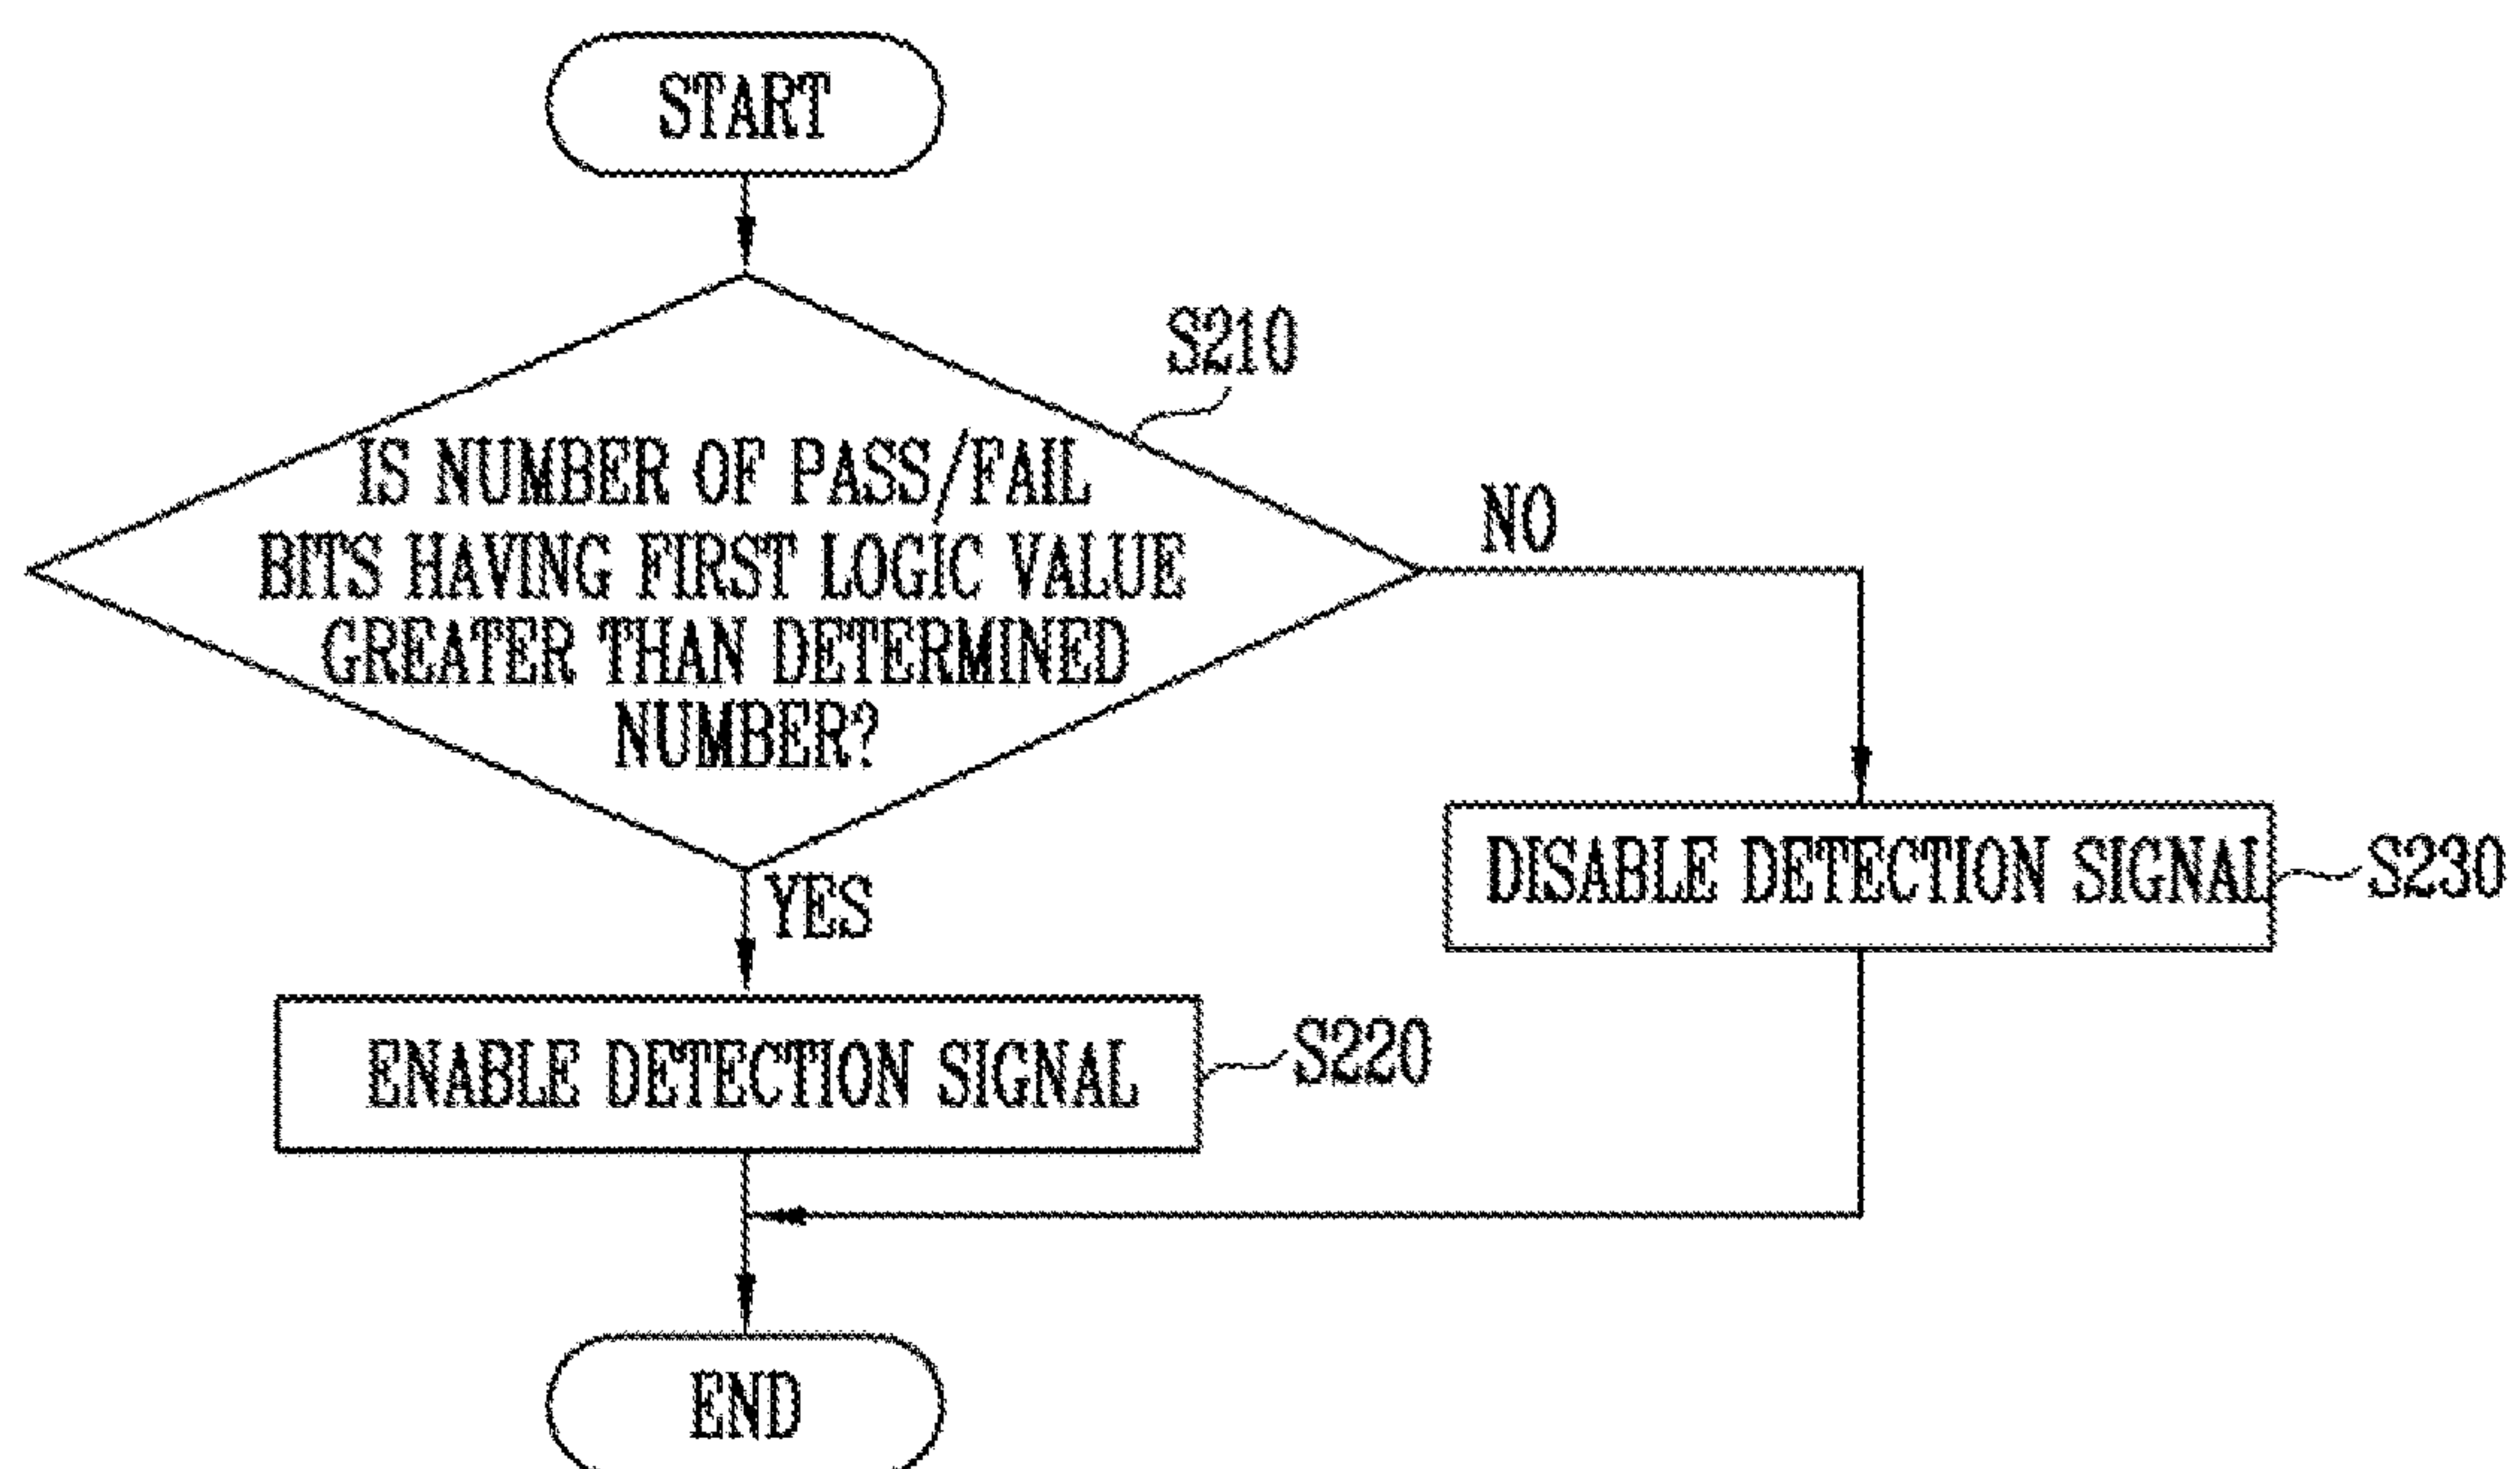 START
S210
IS NUMBER OF PASS/FAIL
BITS HAVING FIRST LOGIC VALUE
GREATER THAN DETERMINED
NUMBER?
NO
YES
DISABLE DETECTION SIGNAL
S230
ENABLE DETECTION SIGNAL
S220
END